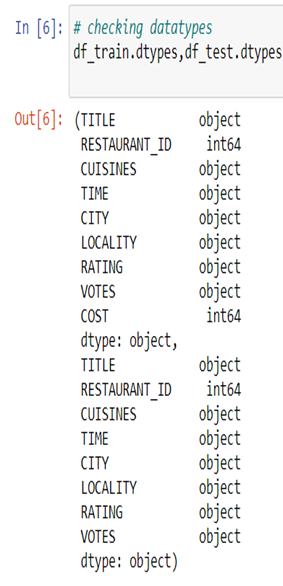 In [6]: # checking datatypes
df_train.dtypes,df_test.dtypes
Out[6]: (TITLE object
RESTAURANT_ID int64
CUISINES object
TIME object
CITY object
LOCALITY object
RATING object
VOTES object
COST int64
dtype: object,
TITLE object
RESTAURANT_ID int64
CUISINES object
TIME object
CITY object
LOCALITY object
RATING object
VOTES object
dtype: object)